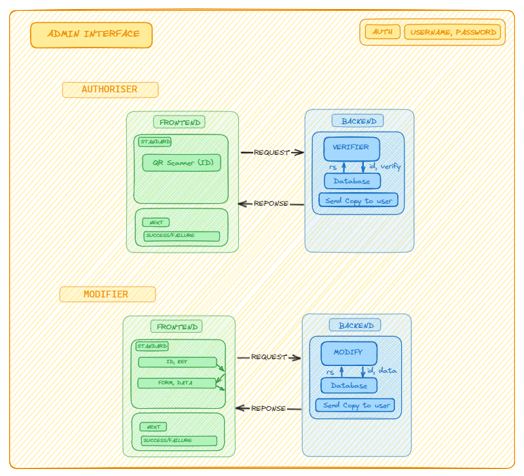 ADMIN INTERFACE
AUTH
USERNAME, PASSWORD
AUTHORISER
FRONTEND
STANDARD
QR Scanner (ID)
NEXT
SUCCESS/FAILURE
REQUEST
REPONSE
BACKEND
VERIFIER
rs
id, verify
Database
Send Copy to user
MODIFIER
FRONTEND
STANDARD
ID, KEY
FORM, DATA
NEXT
SUCCESS/FAILURE
REQUEST
REPONSE
BACKEND
MODIFY
rs
id, data
Database
Send Copy to user